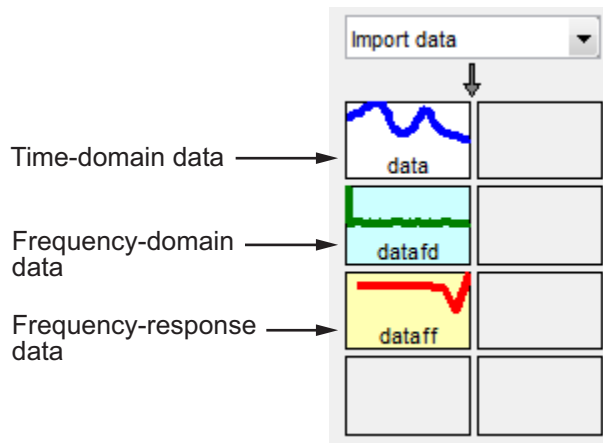 Import data
Time-domain data
data
Frequency-domain
data
datafd
Frequency-response
data
dataff